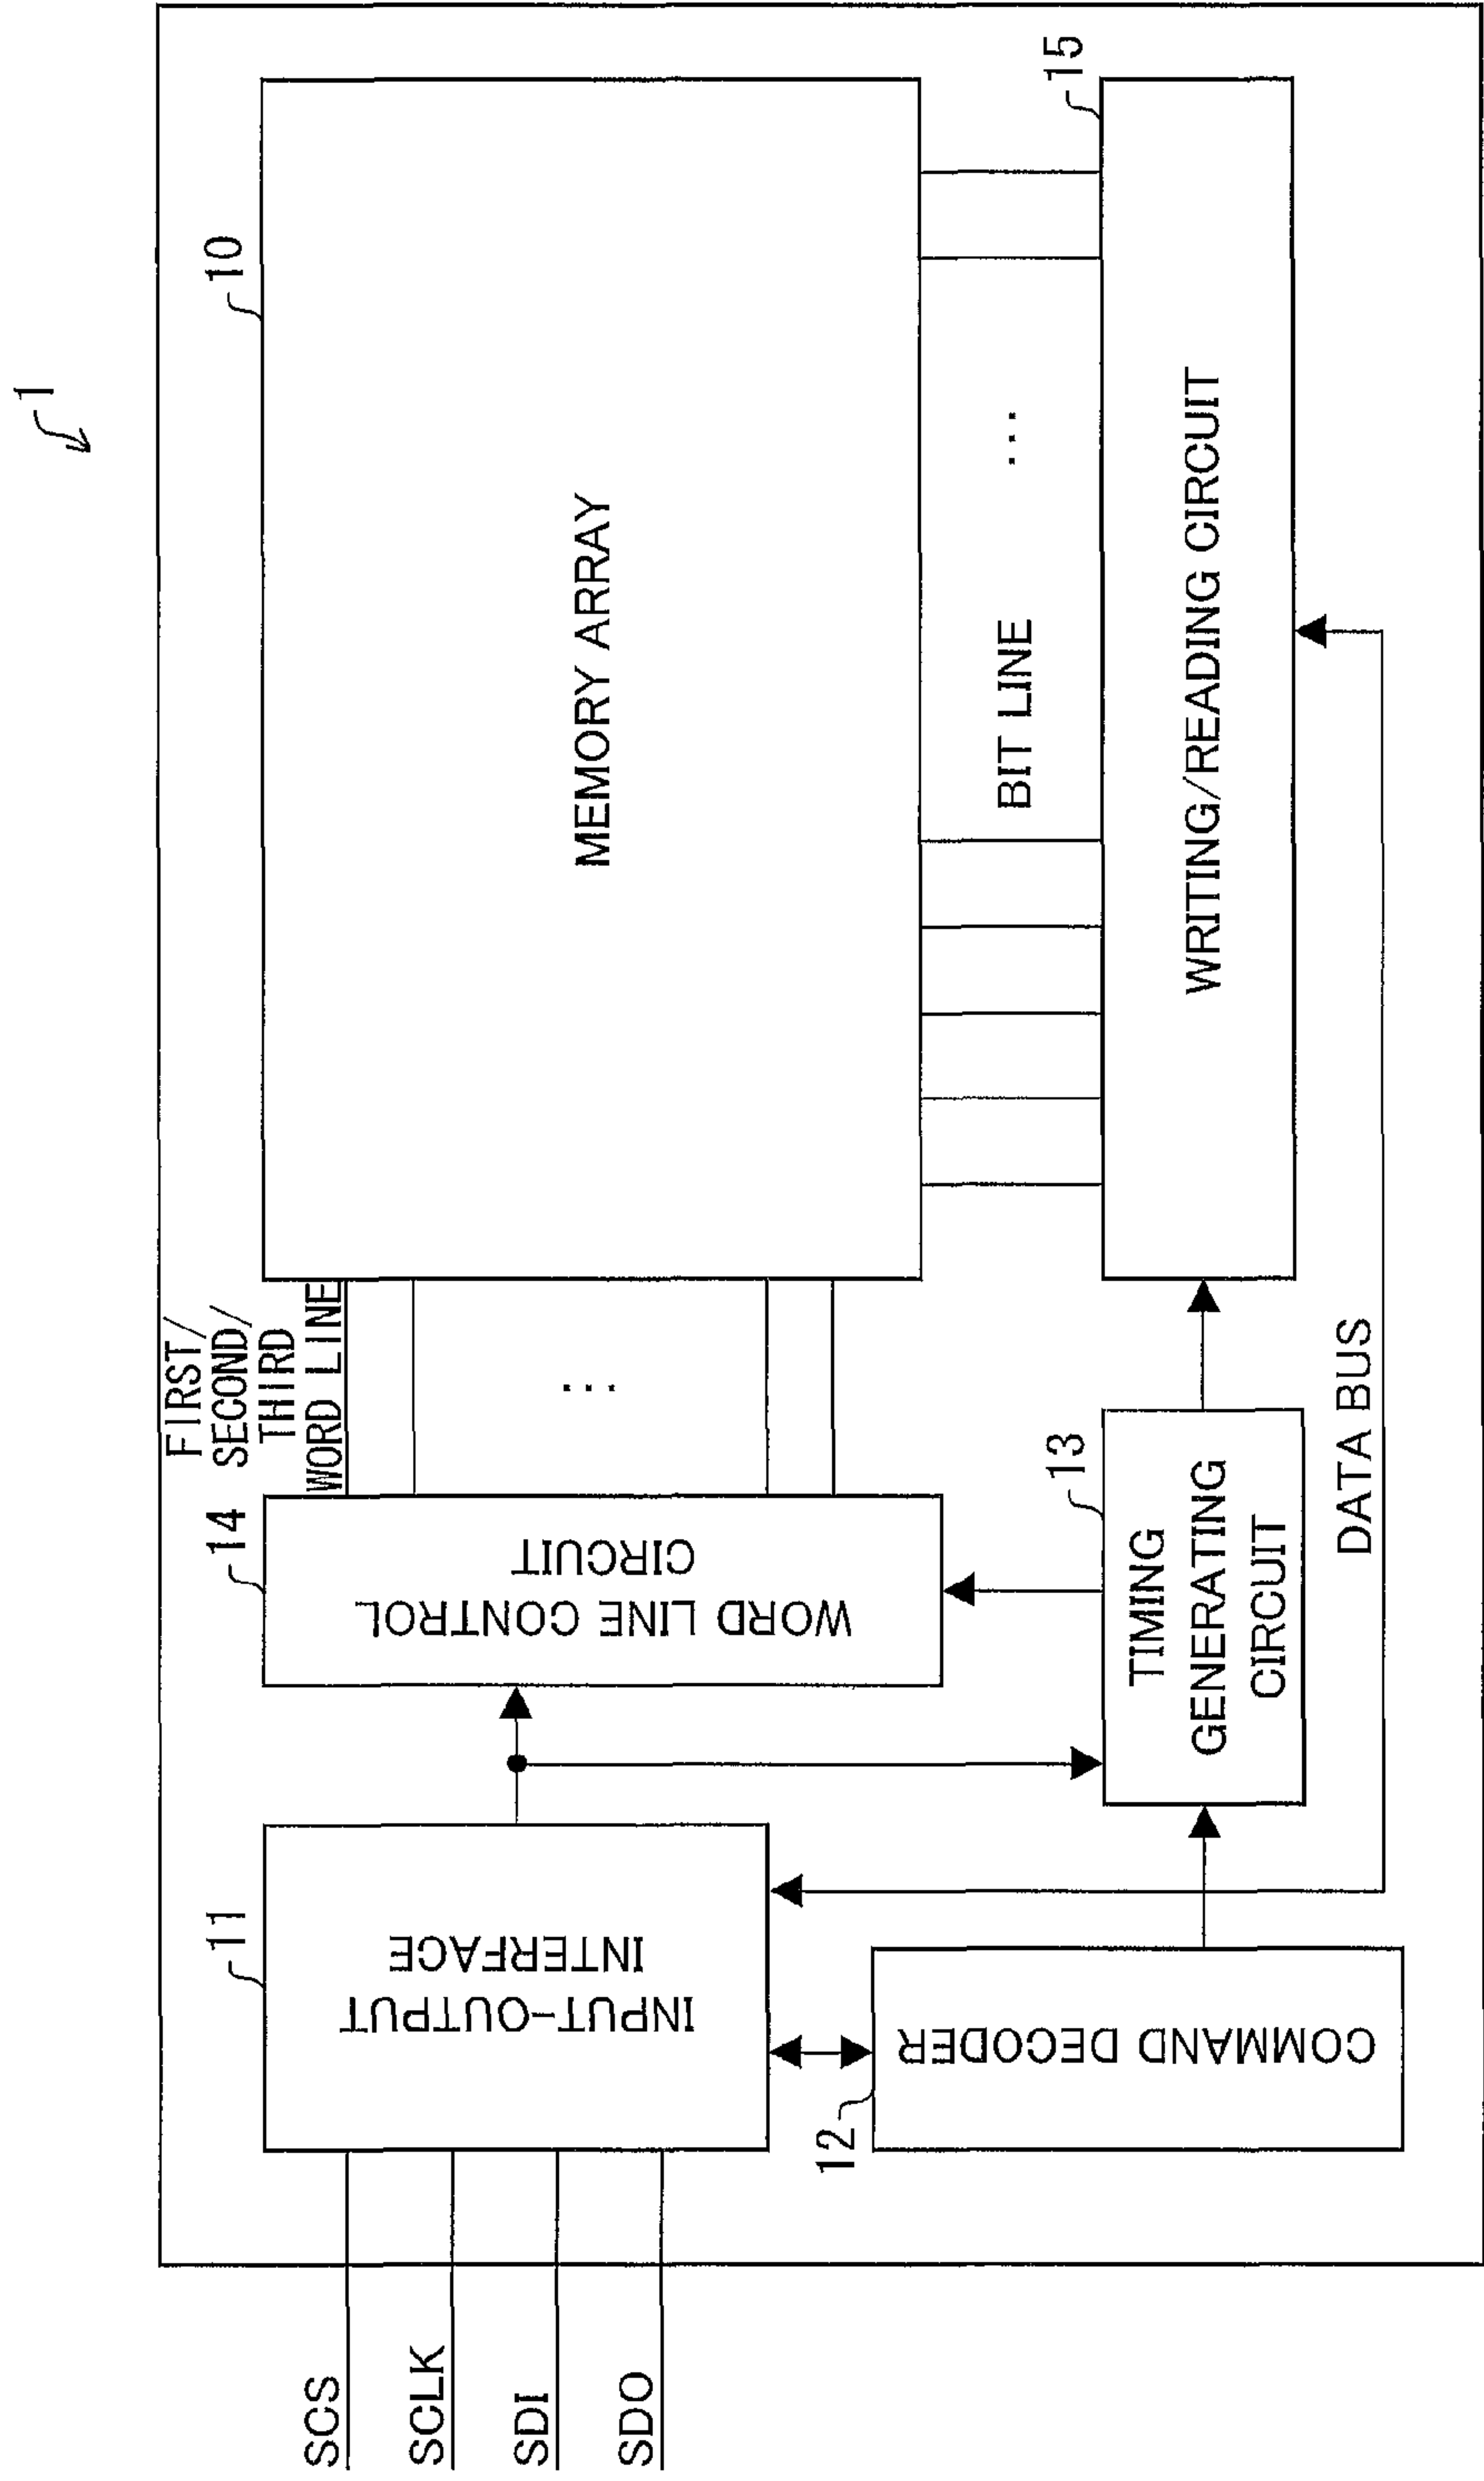 1
10
MEMORY ARRAY
FIRST/
SECOND/
THIRD
WORD LINE
...
14
WORD LINE CONTROL
CIRCUIT
11
INPUT-OUTPUT
INTERFACE
SCS
SCLK
SDI
SDO
12
COMMAND DECODER
13
TIMING
GENERATING
CIRCUIT
BIT LINE
...
15
WRITING/READING CIRCUIT
DATA BUS